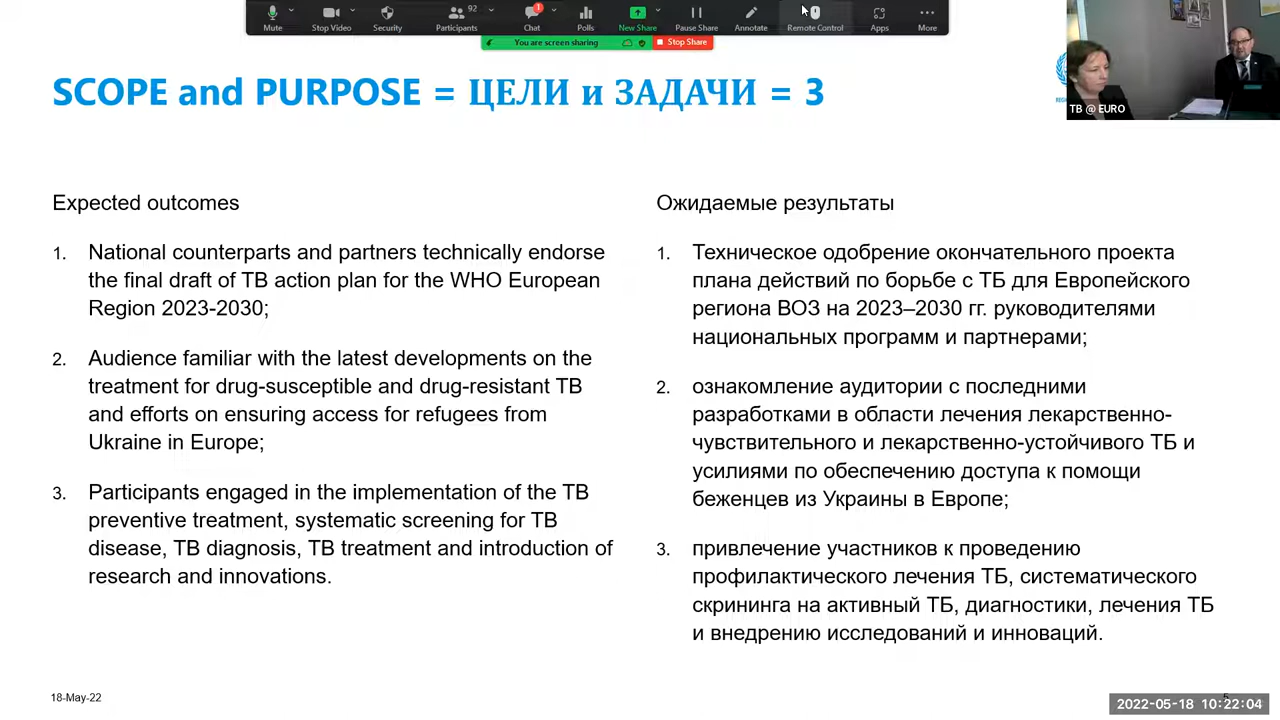 92
1
Mute
Stop Video
Security
Participants
Chat
Polls
New Share
Pause Share
Annotate
Remote Control
Apps
More
You are screen sharing
Stop Share
SCOPE and PURPOSE = ЦЕЛИ и ЗАДАЧИ = 3
TB @ EURO
Expected outcomes
1. National counterparts and partners technically endorse
the final draft of TB action plan for the WHO European
Region 2023-2030;
2. Audience familiar with the latest developments on the
treatment for drug-susceptible and drug-resistant TB
and efforts on ensuring access for refugees from
Ukraine in Europe;
3. Participants engaged in the implementation of the TB
preventive treatment, systematic screening for TB
disease, TB diagnosis, TB treatment and introduction of
research and innovations.
Ожидаемые результаты
1. Техническое одобрение окончательного проекта
плана действий по борьбе с ТБ для Европейского
региона ВОЗ на 2023–2030 гг. руководителями
национальных программ и партнерами;
2. ознакомление аудитории с последними
разработками в области лечения лекарственно-
чувствительного и лекарственно-устойчивого ТБ и
усилиями по обеспечению доступа к помощи
беженцев из Украины в Европе;
3. привлечение участников к проведению
профилактического лечения ТБ, систематического
скрининга на активный ТБ, диагностики, лечения ТБ
и внедрению исследований и инноваций.
18-May-22
2022-05-18 10:22:04